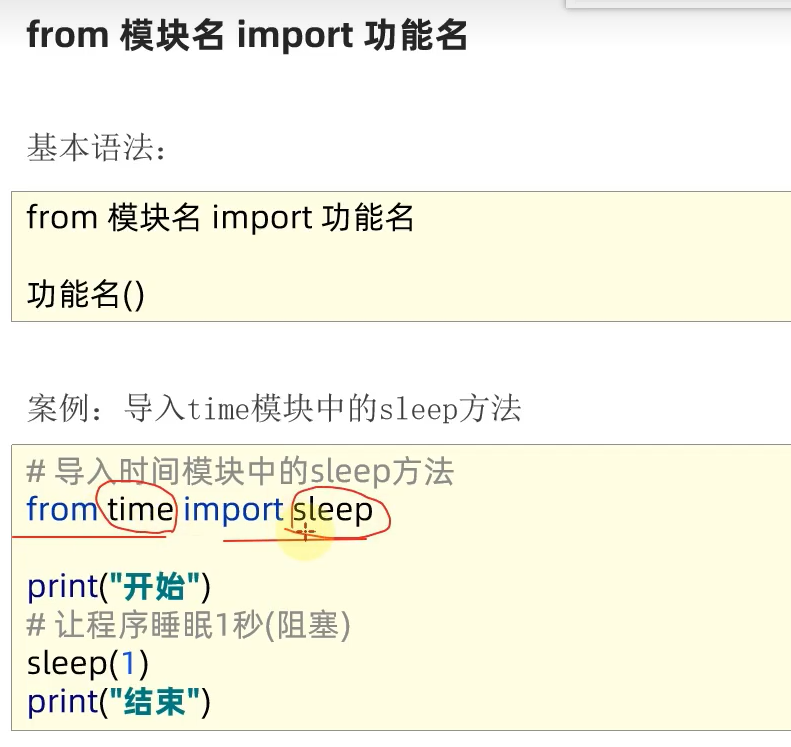 from 模块名 import 功能名
基本语法：
from 模块名 import 功能名
功能名()
案例：导入time模块中的sleep方法
# 导入时间模块中的sleep方法
from time import sleep
print("开始")
# 让程序睡眠1秒(阻塞)
sleep(1)
print("结束")